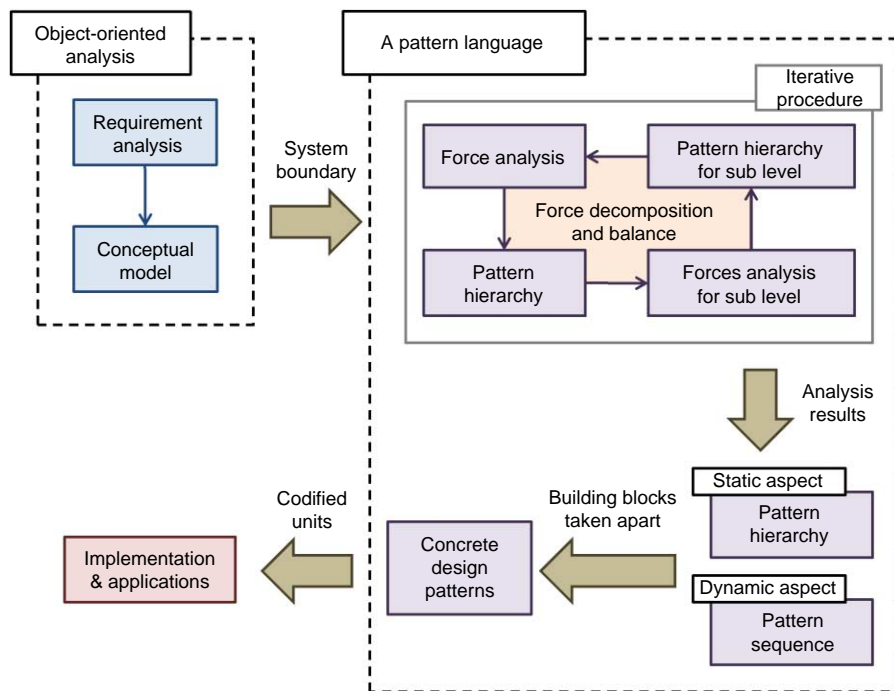 Object-oriented
analysis
Requirement
analysis
Conceptual
model
System
boundary
A pattern language
Iterative
procedure
Force analysis
Pattern hierarchy
for sub level
Force decomposition
and balance
Pattern
hierarchy
Forces analysis
for sub level
Analysis
results
Static aspect
Pattern
hierarchy
Dynamic aspect
Pattern
sequence
Building blocks
taken apart
Concrete
design
patterns
Codified
units
Implementation
& applications